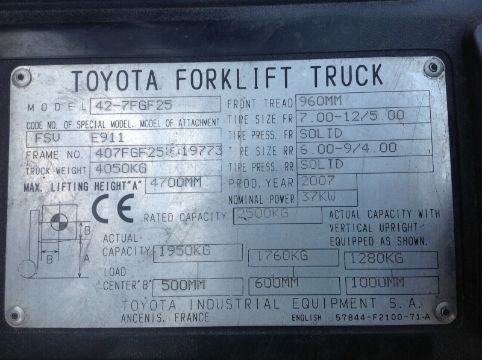 TOYOTA FORKLIFT TRUCK
MODEL 42-7FGF25 FRONT TREAD 960MM
CODE NO. OF SPECIAL MODEL. MODEL OF ATTACHMENT TIRE SIZE FR 7.00-12/5.00
FSV E911 TIRE PRESS. FR SOLID
FRAME NO. 407FGF25 E 19773 TIRE SIZE RR 6.00-9/4.00
TRUCK WEIGHT 4050KG TIRE PRESS. RR SOLID
MAX. LIFTING HEIGHT"A" 4700MM PROD. YEAR 2007
NOMINAL POWER 37KW
CE RATED CAPACITY 2500KG ACTUAL CAPACITY WITH
VERTICAL UPRIGHT
EQUIPPED AS SHOWN.
B
B
A
ACTUAL
CAPACITY 1950KG 1760KG 1280KG
LOAD
CENTER"B" 500MM 600MM 1000MM
TOYOTA INDUSTRIAL EQUIPMENT S.A.
ANCENIS. FRANCE ENGLISH 57844-F2100-71-A